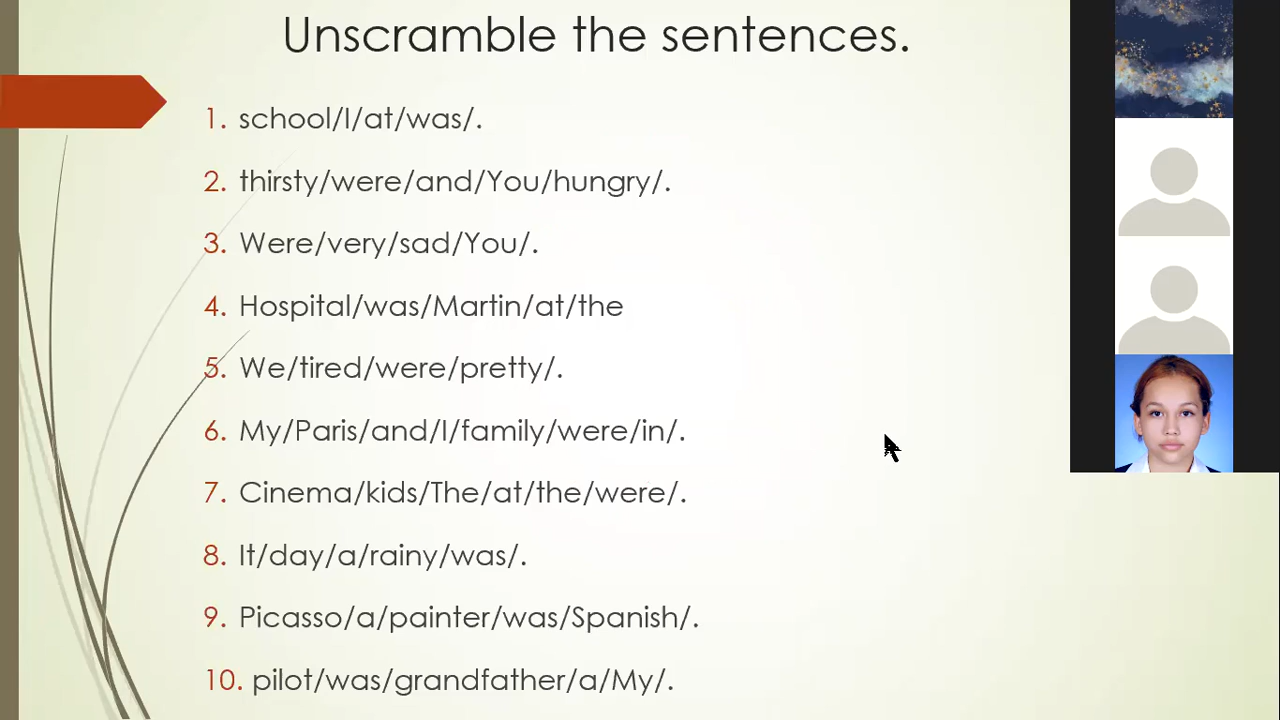 Unscramble the sentences.
1. school/I/at/was/.
2. thirsty/were/and/You/hungry/.
3. Were/very/sad/You/.
4. Hospital/was/Martin/at/the
5. We/tired/were/pretty/.
6. My/Paris/and/I/family/were/in/.
7. Cinema/kids/The/at/the/were/.
8. It/day/a/rainy/was/.
9. Picasso/a/painter/was/Spanish/.
10. pilot/was/grandfather/a/My/.